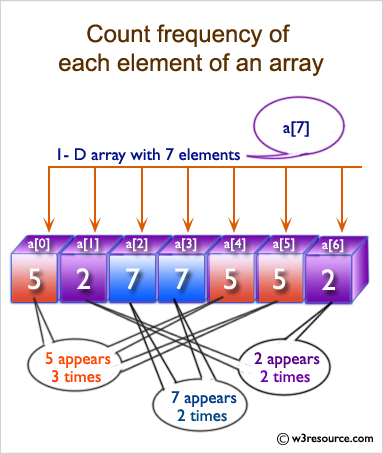 Count frequency of
each element of an array
a[7]
1- D array with 7 elements
a[0] a[1] a[2] a[3] a[4] a[5] a[6]
5 2 7 7 5 5 2
5 appears
3 times
2 appears
2 times
7 appears
2 times
© w3resource.com